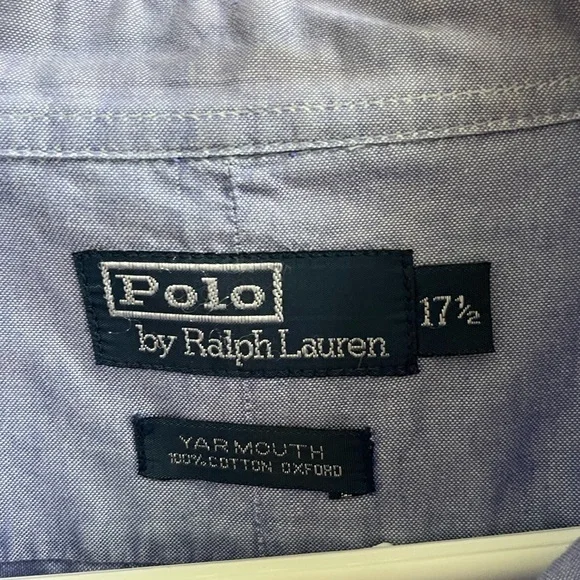 Polo
by Ralph Lauren
17½
YARMOUTH
100% COTTON OXFORD